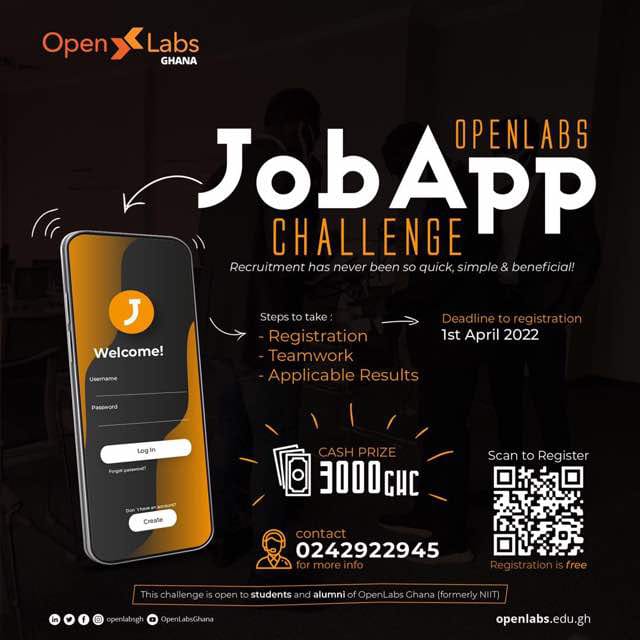 Open Labs
GHANA
OPENLABS
JobApp
CHALLENGE
Recruitment has never been so quick, simple & beneficial!
J
Welcome!
Username
Password
Log In
Forgot password?
Don't have an account?
Create
Steps to take :
- Registration
- Teamwork
- Applicable Results
Deadline to registration
1st April 2022
CASH PRIZE
3000GHC
contact
0242922945
for more info
Scan to Register
Registration is free
This challenge is open to students and alumni of OpenLabs Ghana (formerly NIIT)
openlabsgh OpenLabsGhana
openlabs.edu.gh